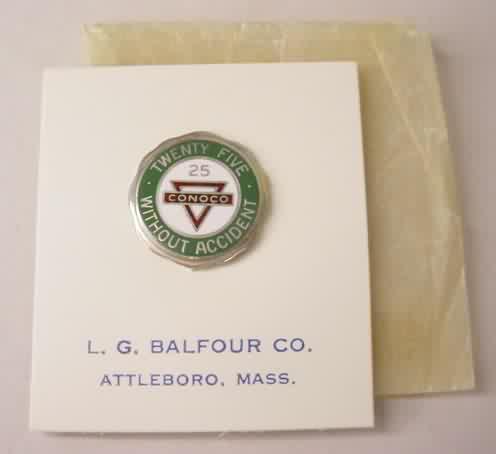 TWENTY FIVE
25
CONOCO
WITHOUT ACCIDENT
L. G. BALFOUR CO.
ATTLEBORO, MASS.